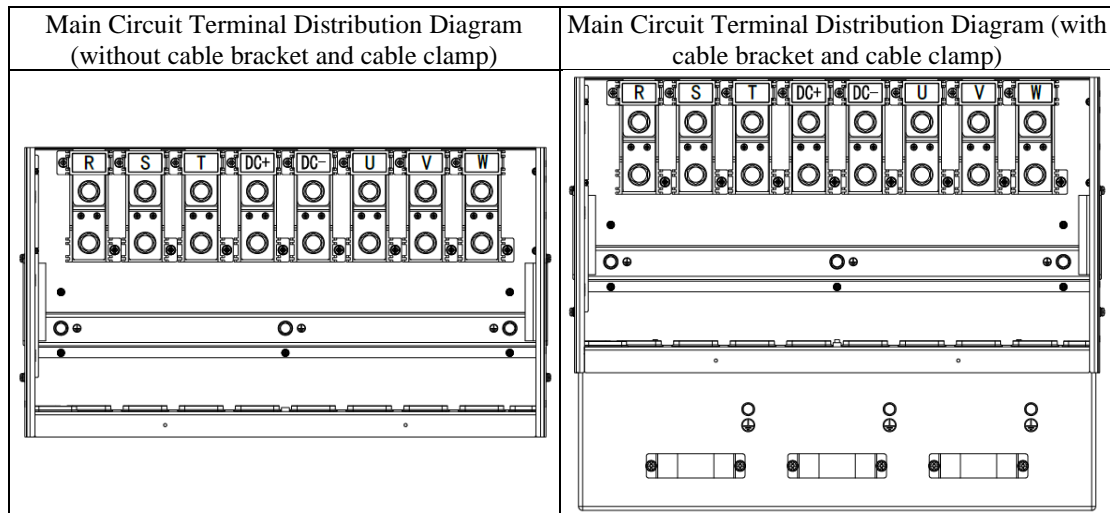 Main Circuit Terminal Distribution Diagram
(without cable bracket and cable clamp)
Main Circuit Terminal Distribution Diagram (with
cable bracket and cable clamp)
R S T DC+ DC- U V W
R S T DC+ DC- U V W